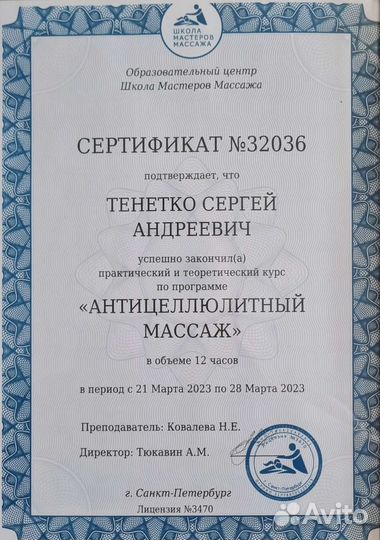 ШКОЛА
МАСТЕРОВ
МАССАЖА
Образовательный центр
Школа Мастеров Массажа
СЕРТИФИКАТ №32036
подтверждает, что
ТЕНЕТКО СЕРГЕЙ
АНДРЕЕВИЧ
успешно закончил(а)
практический и теоретический курс
по программе
«АНТИЦЕЛЛЮЛИТНЫЙ
МАССАЖ»
в объеме 12 часов
в период с 21 Марта 2023 по 28 Марта 2023
Преподаватель: Ковалева Н.Е.
Директор: Тюкавин А.М.
г. Санкт-Петербург
Лицензия №3470
Avito